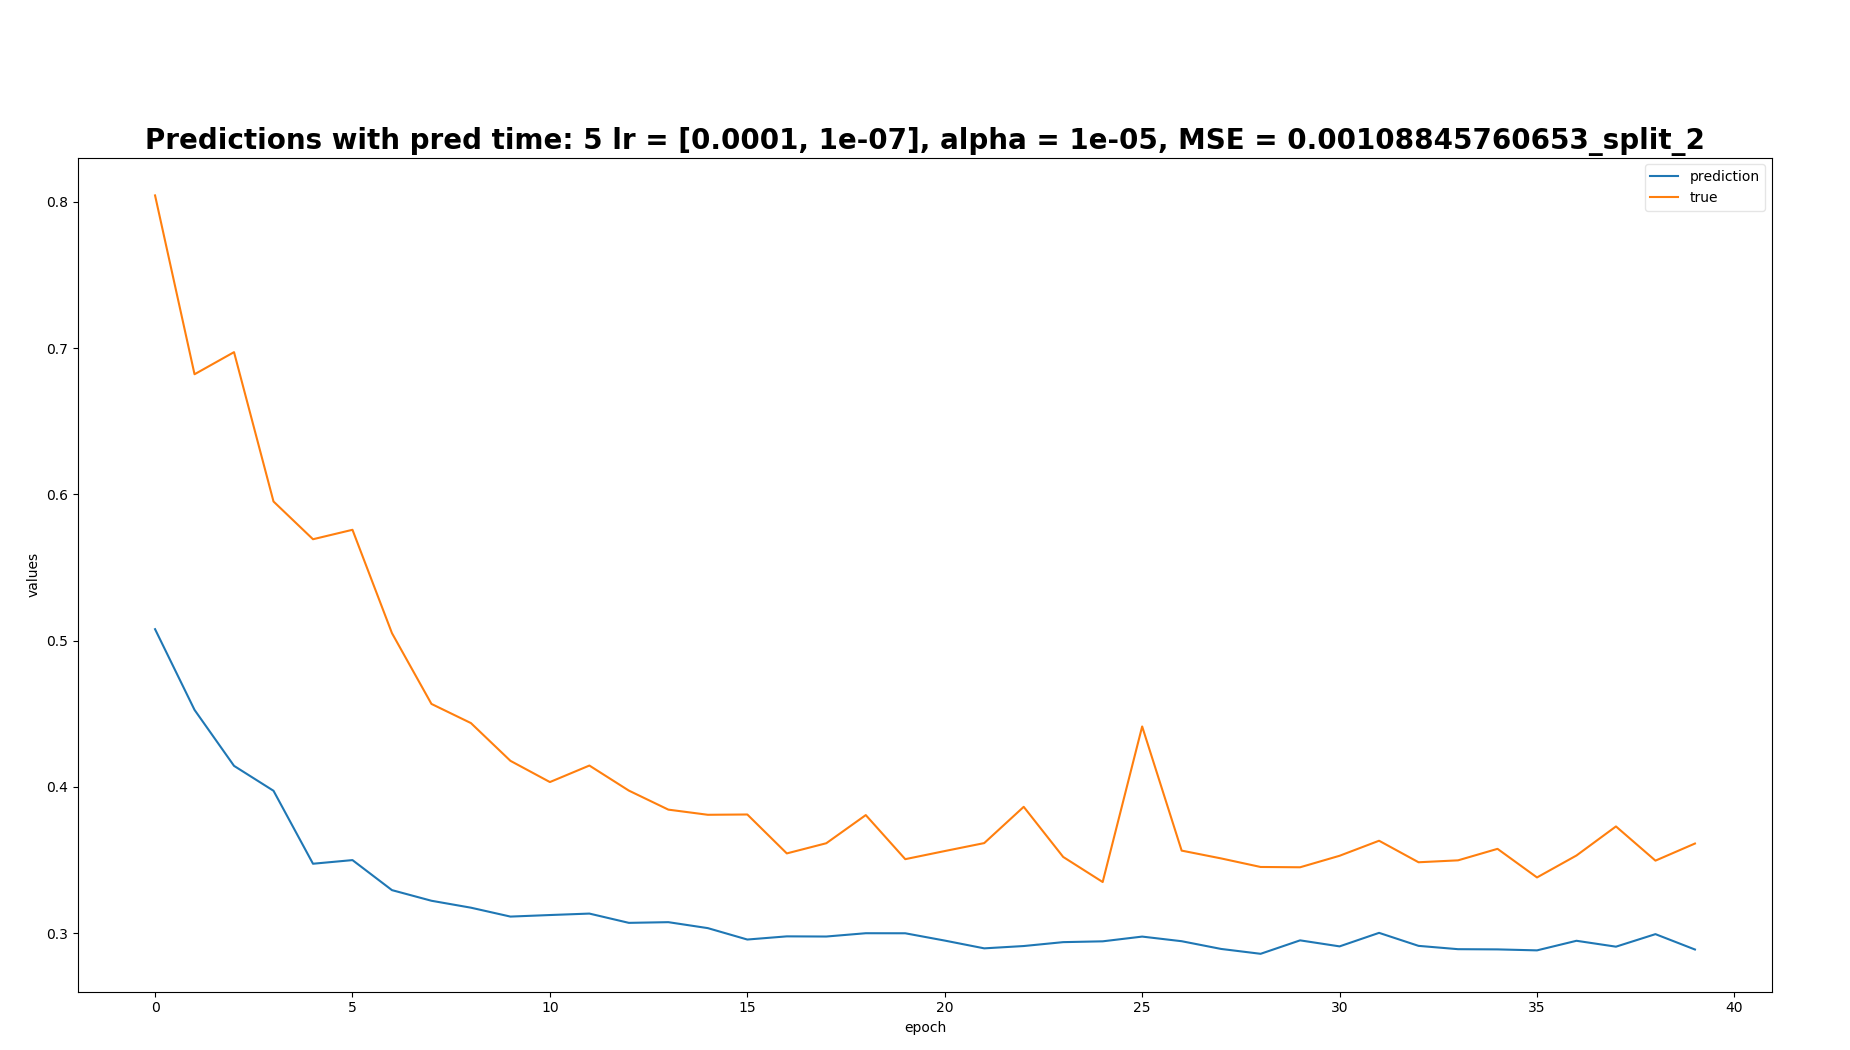 Predictions with pred time: 5 lr = [0.0001, 1e-07], alpha = 1e-05, MSE = 0.00108845760653_split_2
prediction
true
values
0.8
0.7
0.6
0.5
0.4
0.3
0 5 10 15 20 25 30 35 40
epoch